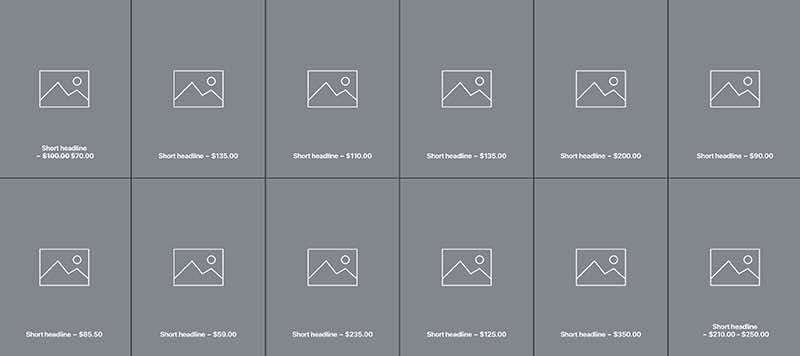 Short headline
– $100.00 $70.00
Short headline – $135.00
Short headline – $110.00
Short headline – $135.00
Short headline – $200.00
Short headline – $90.00
Short headline – $85.50
Short headline – $59.00
Short headline – $235.00
Short headline – $125.00
Short headline – $350.00
Short headline
– $210.00 - $250.00